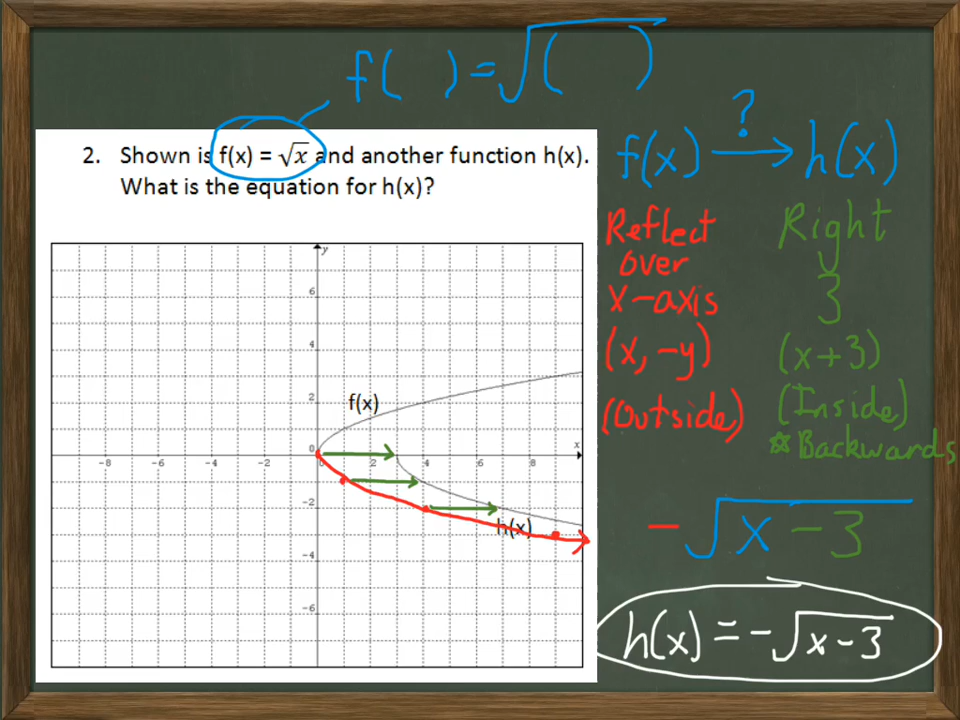 f( ) = √( )
2. Shown is f(x) = √x and another function h(x).
What is the equation for h(x)?
f(x) ? → h(x)
Reflect
over
x-axis
(x, -y)
(Outside)
Right
3
(x+3)
(Inside)
☆Backwards
y
6
4
2
0
-8 -6 -4 -2 2 4 6 8 x
-2
-4
-6
f(x)
h(x)
-√x-3
h(x) = -√x-3